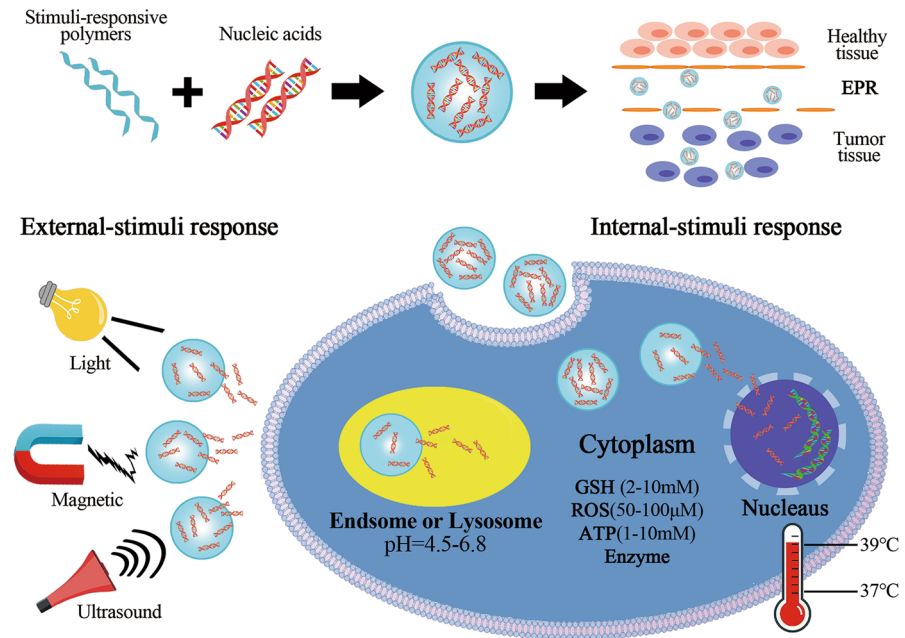 Stimuli-responsive
polymers
Nucleic acids
Healthy
tissue
EPR
Tumor
tissue
External-stimuli response
Internal-stimuli response
Light
Magnetic
Ultrasound
Endsome or Lysosome
pH=4.5-6.8
Cytoplasm
GSH (2-10mM)
ROS(50-100μM)
ATP(1-10mM)
Enzyme
Nucleaus
39℃
37℃